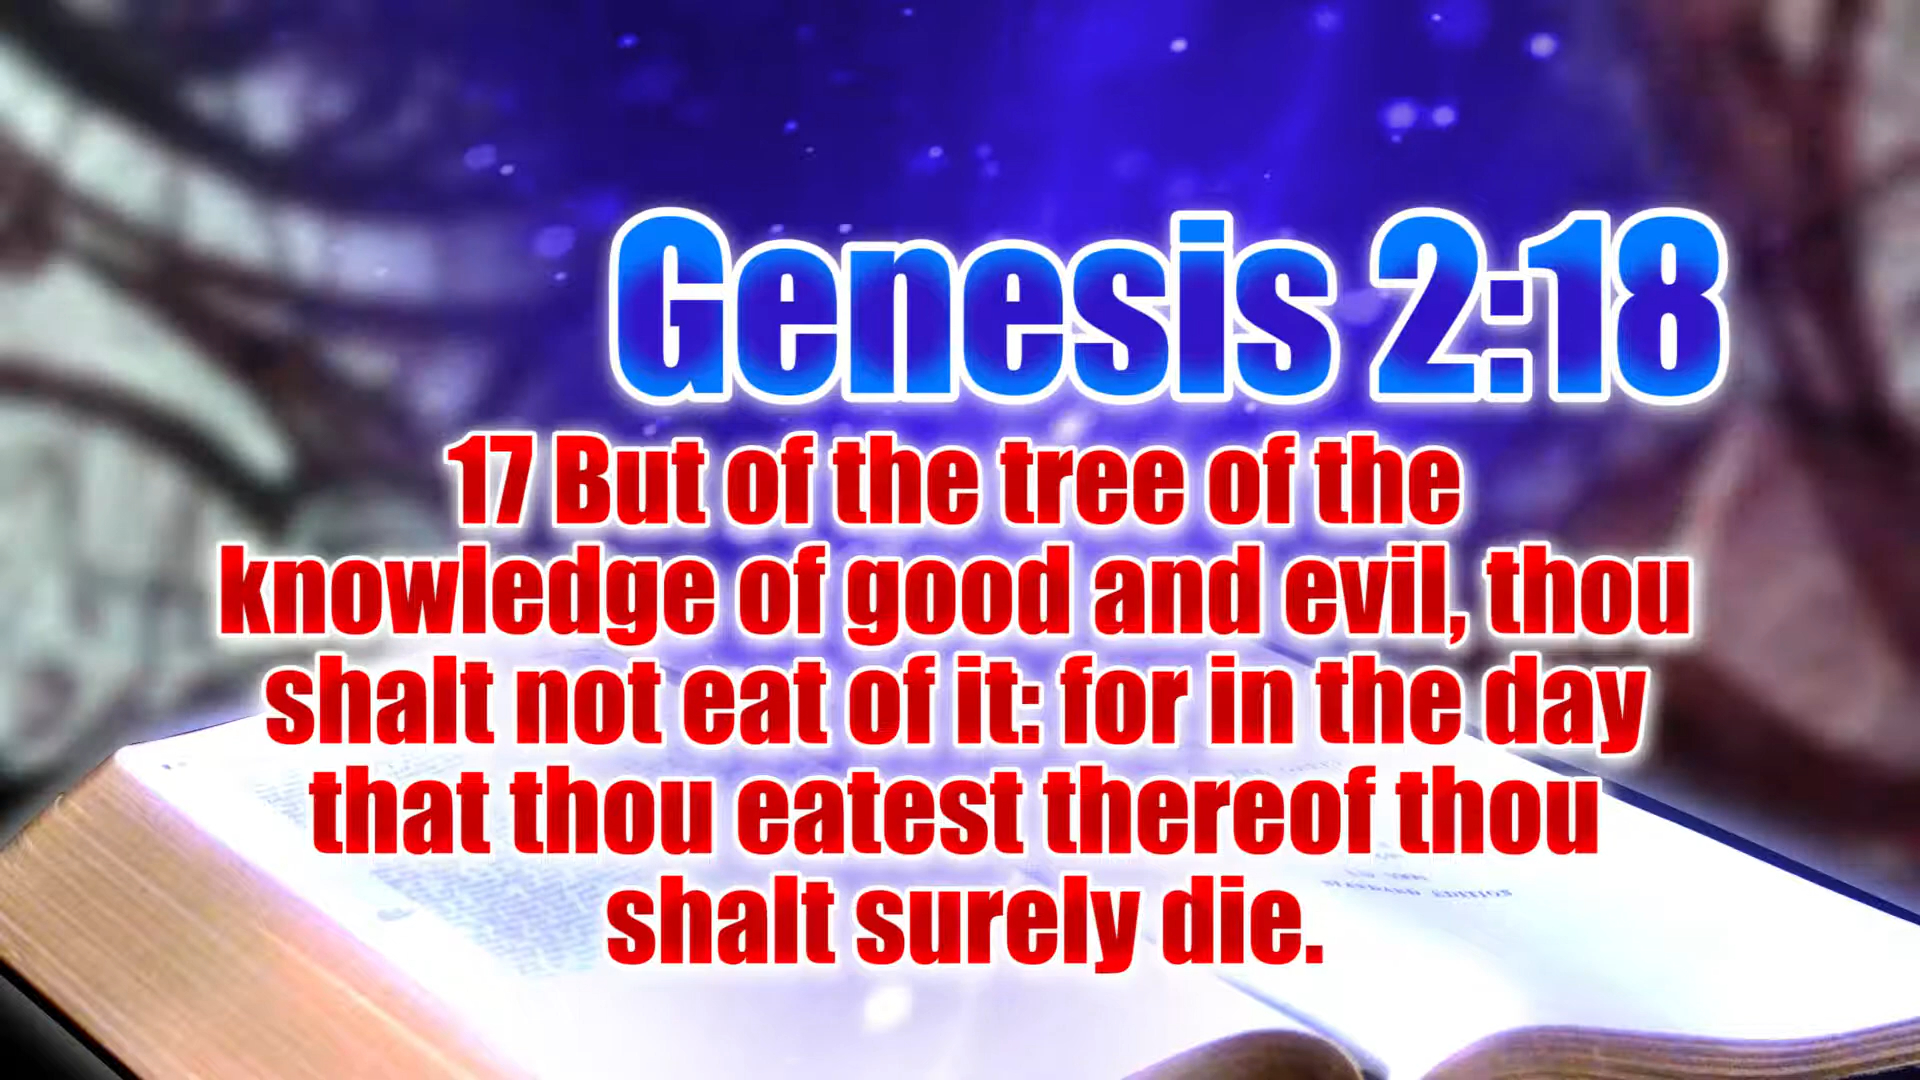 Genesis 2:18
17 But of the tree of the
knowledge of good and evil, thou
shalt not eat of it: for in the day
that thou eatest thereof thou
shalt surely die.